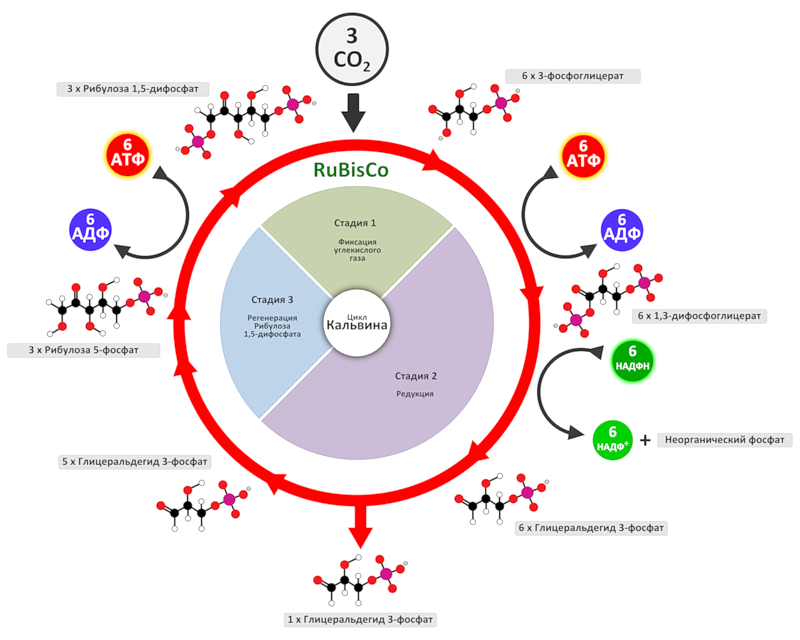 3
CO2
3 x Рибулоза 1,5-дифосфат
6 x 3-фосфоглицерат
6
АТФ
6
АТФ
RuBisCo
6
АДФ
6
АДФ
Стадия 1
Фиксация
углекислого
газа
Стадия 3
Регенерация
Рибулоза
1,5-дифосфата
Цикл
Кальвина
6 x 1,3-дифосфоглицерат
3 x Рибулоза 5-фосфат
6
НАДФН
Стадия 2
Редукция
6
НАДФ+
+
Неорганический фосфат
5 x Глицеральдегид 3-фосфат
6 x Глицеральдегид 3-фосфат
1 x Глицеральдегид 3-фосфат